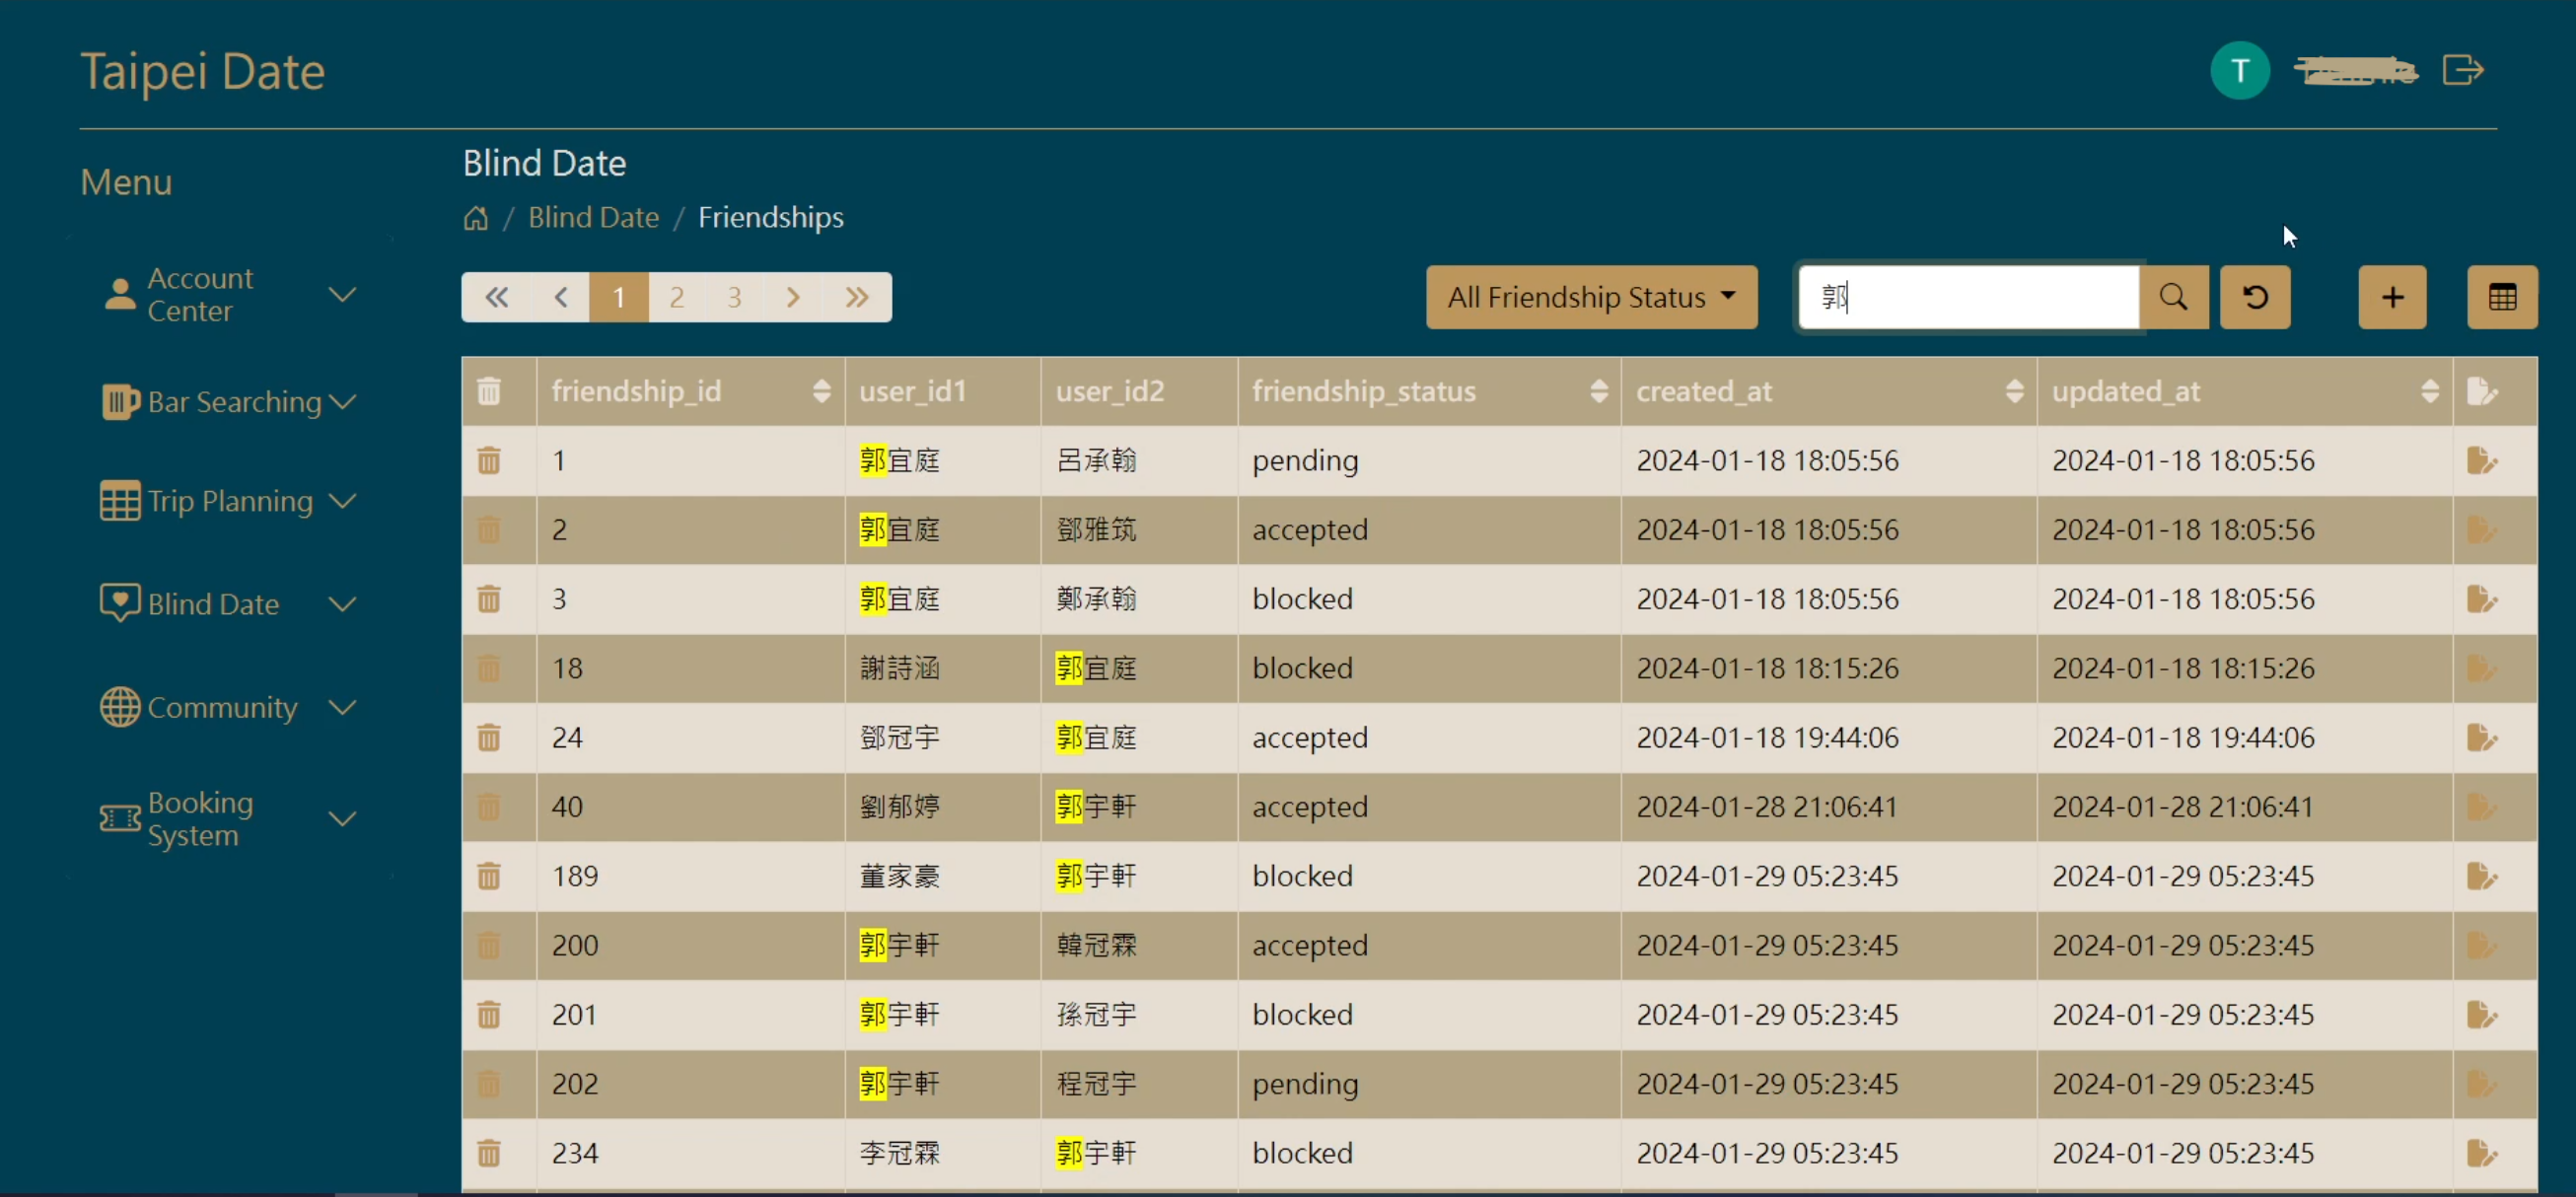 Taipei Date
T
Menu
Account Center
Bar Searching
Trip Planning
Blind Date
Community
Booking System
Blind Date
/ Blind Date / Friendships
« ‹ 1 2 3 › »
All Friendship Status
郭
+
friendship_id user_id1 user_id2 friendship_status created_at updated_at
1 郭宜庭 呂承翰 pending 2024-01-18 18:05:56 2024-01-18 18:05:56
2 郭宜庭 鄧雅筑 accepted 2024-01-18 18:05:56 2024-01-18 18:05:56
3 郭宜庭 鄭承翰 blocked 2024-01-18 18:05:56 2024-01-18 18:05:56
18 謝詩涵 郭宜庭 blocked 2024-01-18 18:15:26 2024-01-18 18:15:26
24 鄧冠宇 郭宜庭 accepted 2024-01-18 19:44:06 2024-01-18 19:44:06
40 劉郁婷 郭宇軒 accepted 2024-01-28 21:06:41 2024-01-28 21:06:41
189 董家豪 郭宇軒 blocked 2024-01-29 05:23:45 2024-01-29 05:23:45
200 郭宇軒 韓冠霖 accepted 2024-01-29 05:23:45 2024-01-29 05:23:45
201 郭宇軒 孫冠宇 blocked 2024-01-29 05:23:45 2024-01-29 05:23:45
202 郭宇軒 程冠宇 pending 2024-01-29 05:23:45 2024-01-29 05:23:45
234 李冠霖 郭宇軒 blocked 2024-01-29 05:23:45 2024-01-29 05:23:45